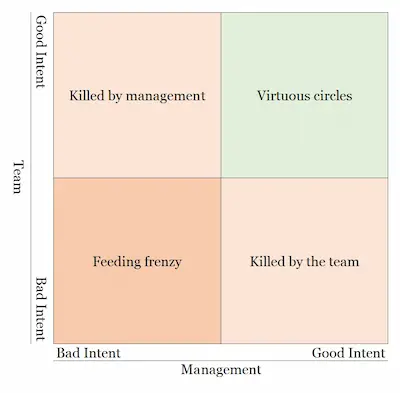 Good Intent
Killed by management
Virtuous circles
Team
Feeding frenzy
Killed by the team
Bad Intent
Bad Intent
Good Intent
Management